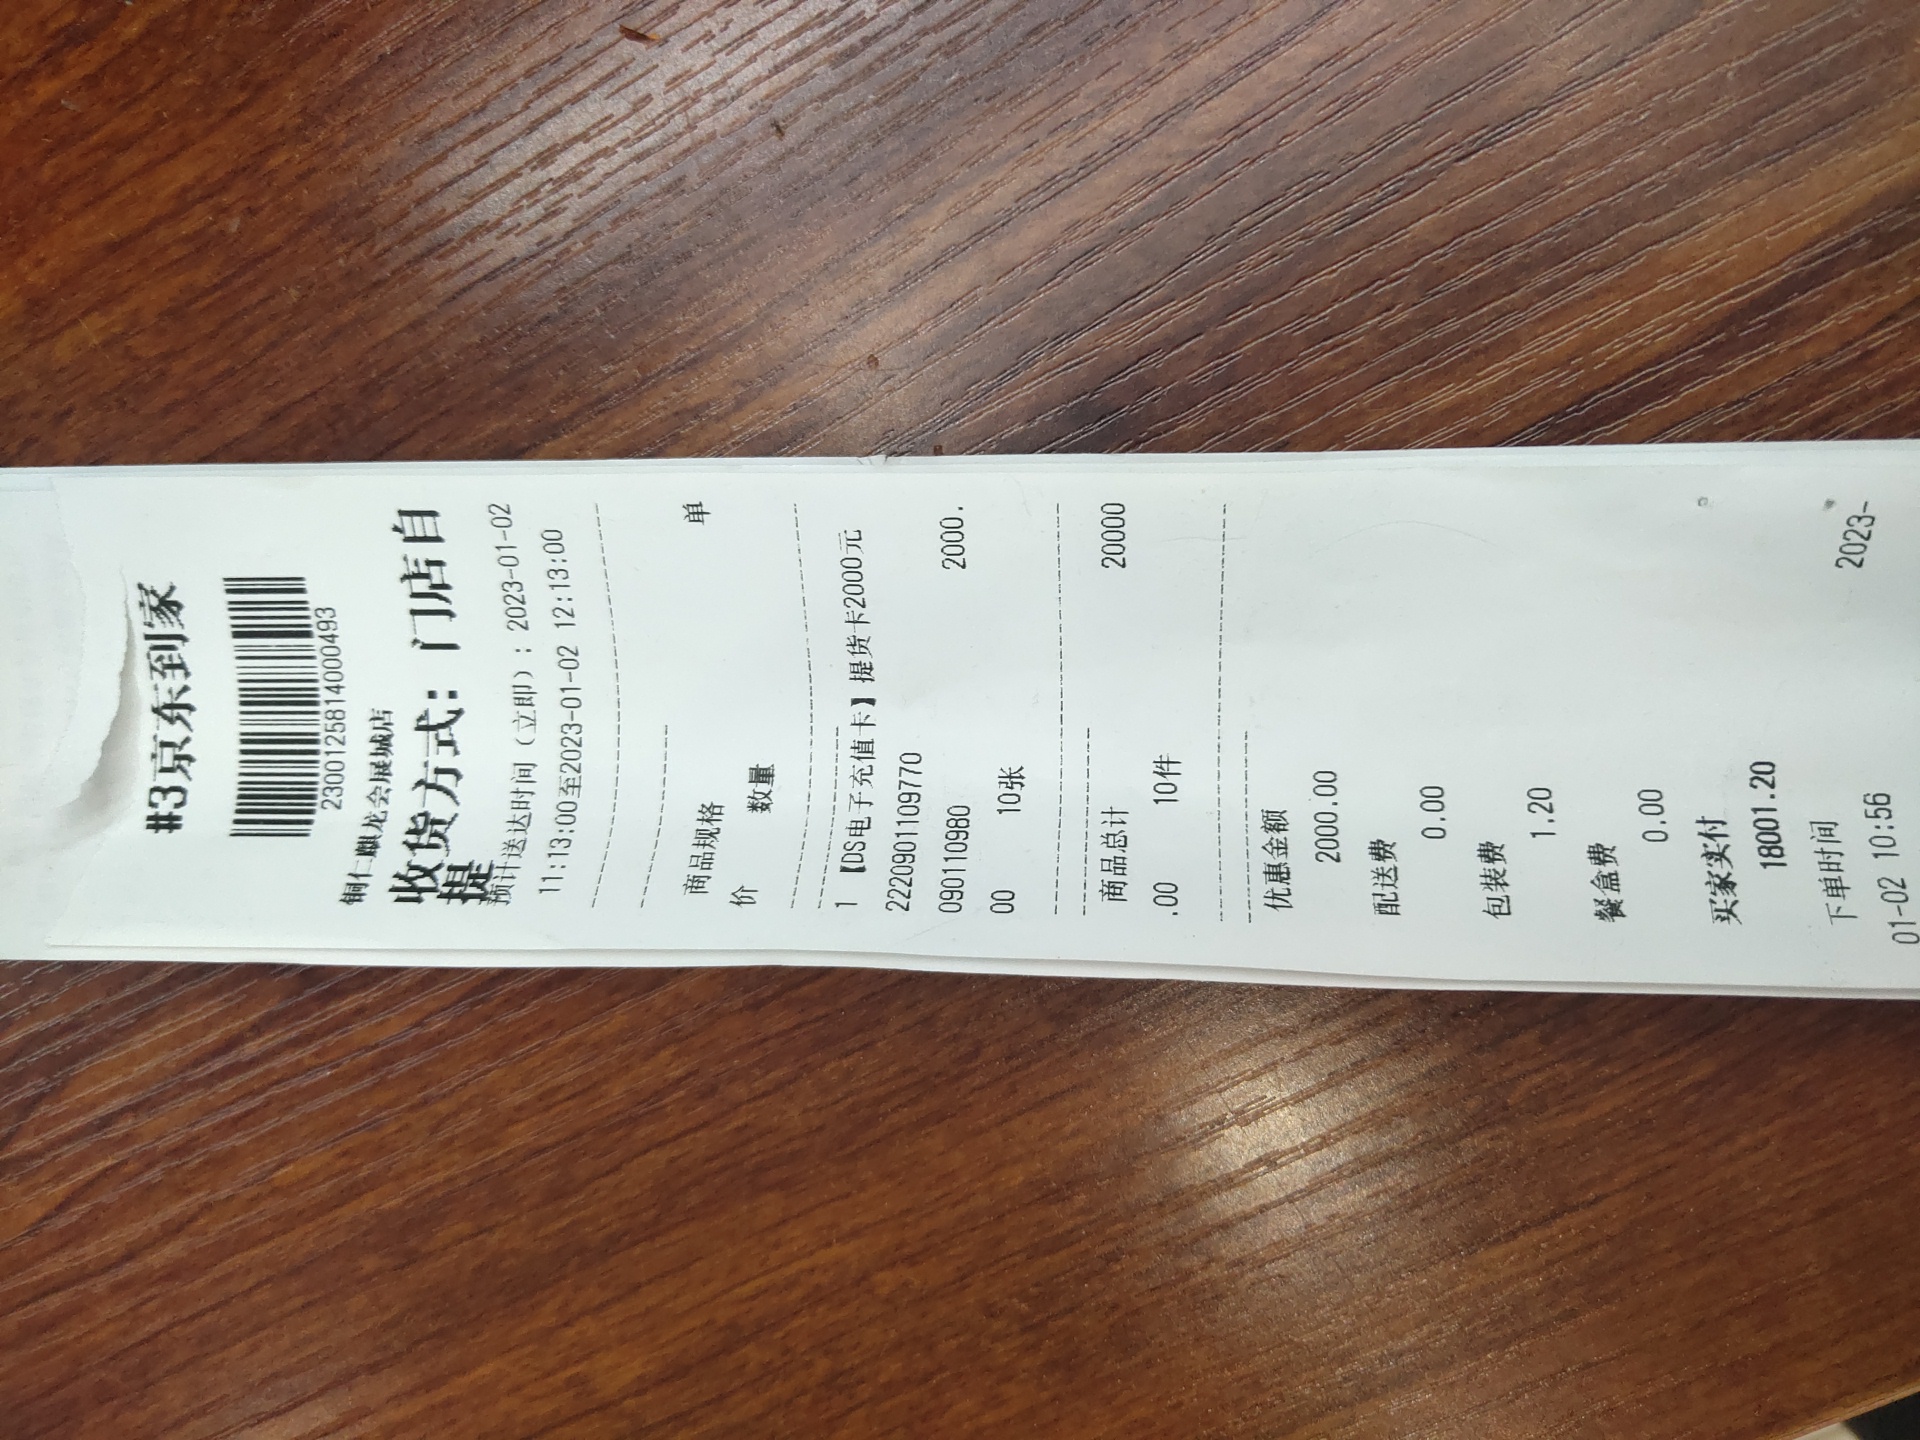 #3京东到家
2300125814000493
铜仁麒龙会展城店
收货方式：门店自
提
预计送达时间（立即）：2023-01-02
11:13:00至2023-01-02 12:13:00
商品规格 单
价 数量
1 【DS电子充值卡】提货卡2000元
2220901109770
0901110980 2000.
00 10张
商品总计 20000
.00 10件
优惠金额
2000.00
配送费
0.00
包装费
1.20
餐盒费
0.00
买家实付
18001.20
下单时间 2023-
01-02 10:56